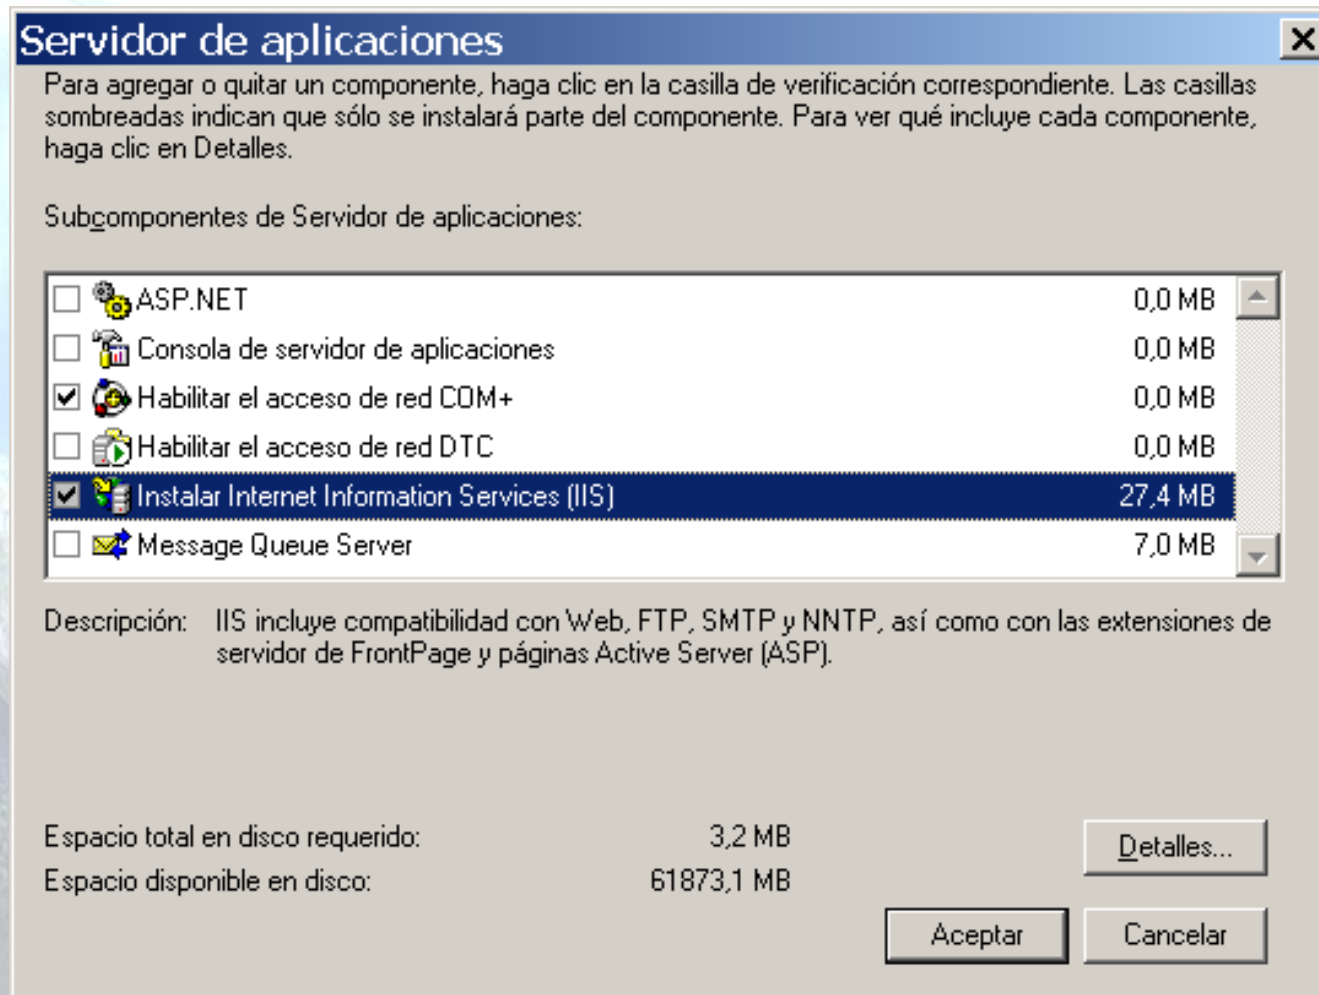 Servidor de aplicaciones
Para agregar o quitar un componente, haga clic en la casilla de verificación correspondiente. Las casillas
sombreadas indican que sólo se instalará parte del componente. Para ver qué incluye cada componente,
haga clic en Detalles.
Subcomponentes de Servidor de aplicaciones:
ASP.NET 0,0 MB
Consola de servidor de aplicaciones 0,0 MB
Habilitar el acceso de red COM+ 0,0 MB
Habilitar el acceso de red DTC 0,0 MB
Instalar Internet Information Services (IIS) 27,4 MB
Message Queue Server 7,0 MB
Descripción: IIS incluye compatibilidad con Web, FTP, SMTP y NNTP, así como con las extensiones de
servidor de FrontPage y páginas Active Server (ASP).
Espacio total en disco requerido: 3,2 MB
Espacio disponible en disco: 61873,1 MB
Detalles...
Aceptar Cancelar